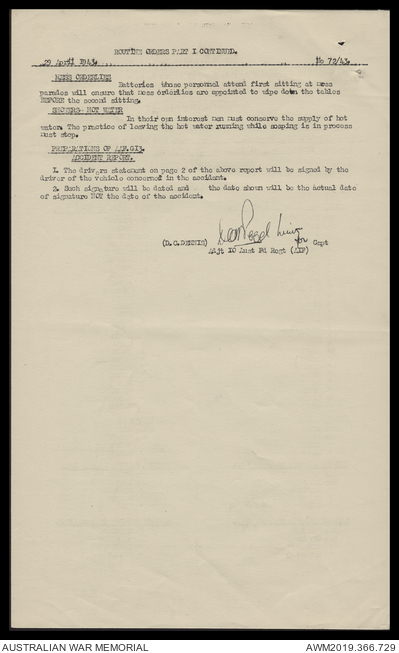 ROUTINE ORDERS PART I CONTINUED.
29 April 1943. No 72/43.
MESS ORDERLIES
Batteries whose personnel attend first sitting at mess
parades will ensure that mess orderlies are appointed to wipe down the tables
BEFORE the second sitting.
SHOWERS- HOT WATER
In their own interest men must conserve the supply of hot
water. The practice of leaving the hot water running while soaping is in process
must stop.
PREPARATIONS OF AAF.G13.
ACCIDENT REPORT.
1. The drivers statement on page 2 of the above report will be signed by the
driver of the vehicle concerned in the accident.
2. Such signature will be dated and the date shown will be the actual date
of signature NOT the date of the accident.
for
(D.C.DENNIS) Capt
Adjt 10 Aust Fd Regt (AIF)
AUSTRALIAN WAR MEMORIAL AWM2019.366.729